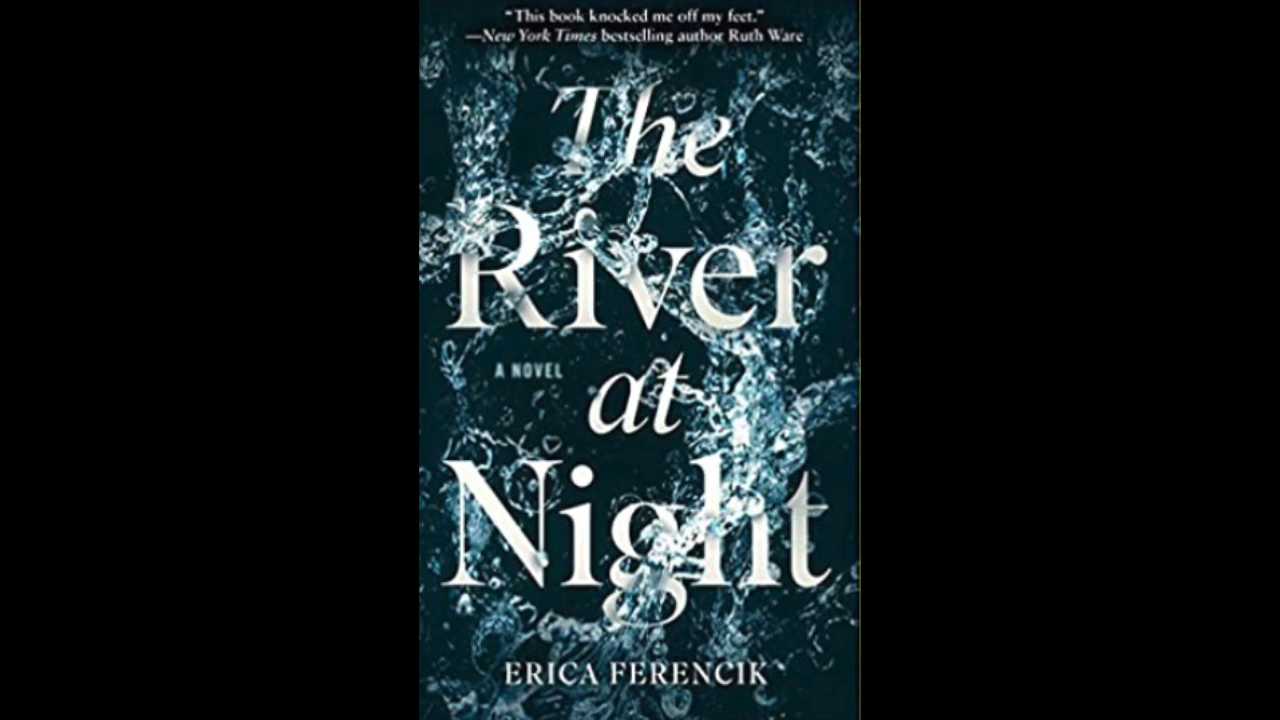 “This book knocked me off my feet.”
—New York Times bestselling author Ruth Ware
The
River
A NOVEL
at
Night
ERICA FERENCIK